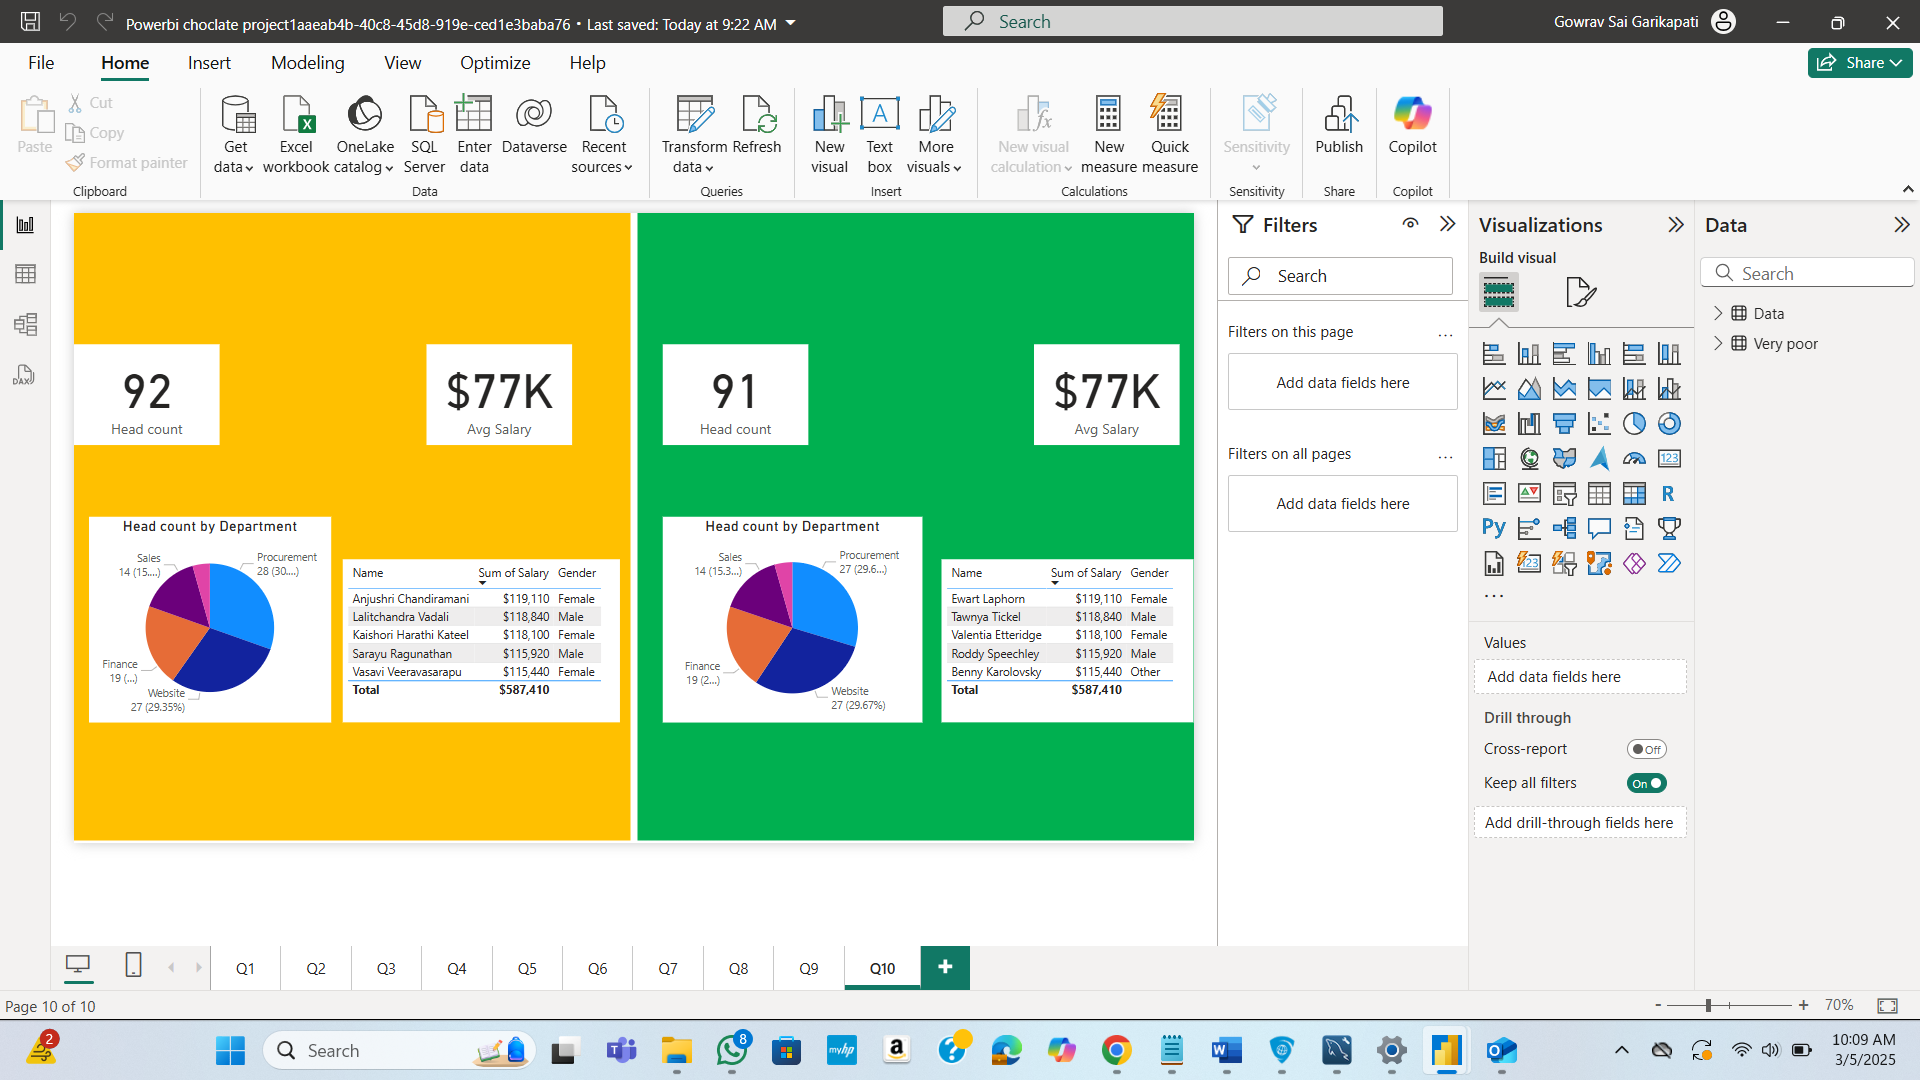 Powerbi choclate project1aaeab4b-40c8-45d8-919e-ced1e3baba76 • Last saved: Today at 9:22 AM
Search
Gowrav Sai Garikapati
File
Home
Insert
Modeling
View
Optimize
Help
Share
Paste
Cut
Copy
Format painter
Clipboard
Get data
Excel workbook
OneLake catalog
SQL Server
Enter data
Dataverse
Recent sources
Data
Transform data
Refresh
Queries
New visual
Text box
More visuals
Insert
New visual calculation
New measure
Quick measure
Calculations
Sensitivity
Sensitivity
Publish
Share
Copilot
Copilot
92
Head count
$77K
Avg Salary
Head count by Department
Sales
14 (15....)
Procurement
28 (30....)
Finance
19 (...)
Website
27 (29.35%)
Name Sum of Salary Gender
Anjushri Chandiramani $119,110 Female
Lalitchandra Vadali $118,840 Male
Kaishori Harathi Kateel $118,100 Female
Sarayu Ragunathan $115,920 Male
Vasavi Veeravasarapu $115,440 Female
Total $587,410
91
Head count
$77K
Avg Salary
Head count by Department
Sales
14 (15.3...)
Procurement
27 (29.6...)
Finance
19 (2...)
Website
27 (29.67%)
Name Sum of Salary Gender
Ewart Laphorn $119,110 Female
Tawnya Tickel $118,840 Male
Valentia Etteridge $118,100 Female
Roddy Speechley $115,920 Male
Benny Karolovsky $115,440 Other
Total $587,410
Filters
Search
Filters on this page ...
Add data fields here
Filters on all pages ...
Add data fields here
Visualizations
Build visual
123
R
Py
123
...
Values
Add data fields here
Drill through
Cross-report Off
Keep all filters On
Add drill-through fields here
Data
Search
Data
Very poor
DAX
Q1
Q2
Q3
Q4
Q5
Q6
Q7
Q8
Q9
Q10
+
Page 10 of 10
- + 70%
2
Search
8
myhp
a
10:09 AM
3/5/2025